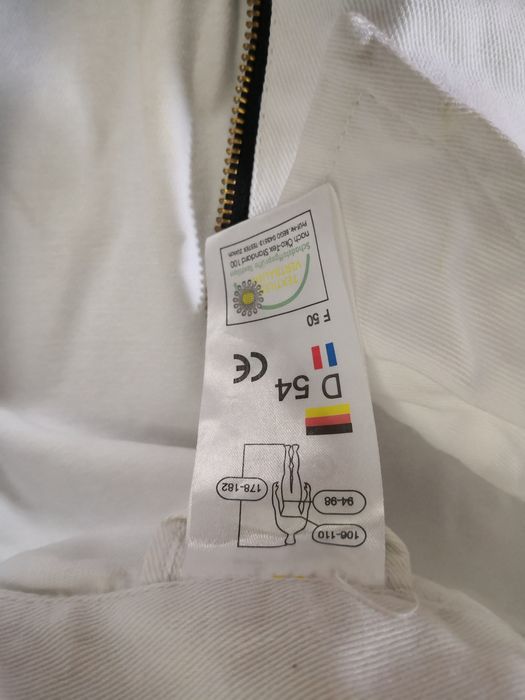 106-110
94-98
178-182
D 54
CE
F 50
TEXTILES
VERTRAUEN
Schadstoffgeprüfte Textilien
nach Öko-Tex Standard 100